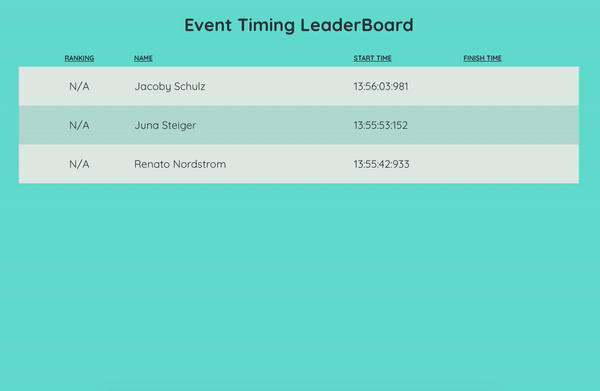 Event Timing LeaderBoard
RANKING NAME START TIME FINISH TIME
N/A Jacoby Schulz 13:56:03:981
N/A Juna Steiger 13:55:53:152
N/A Renato Nordstrom 13:55:42:933